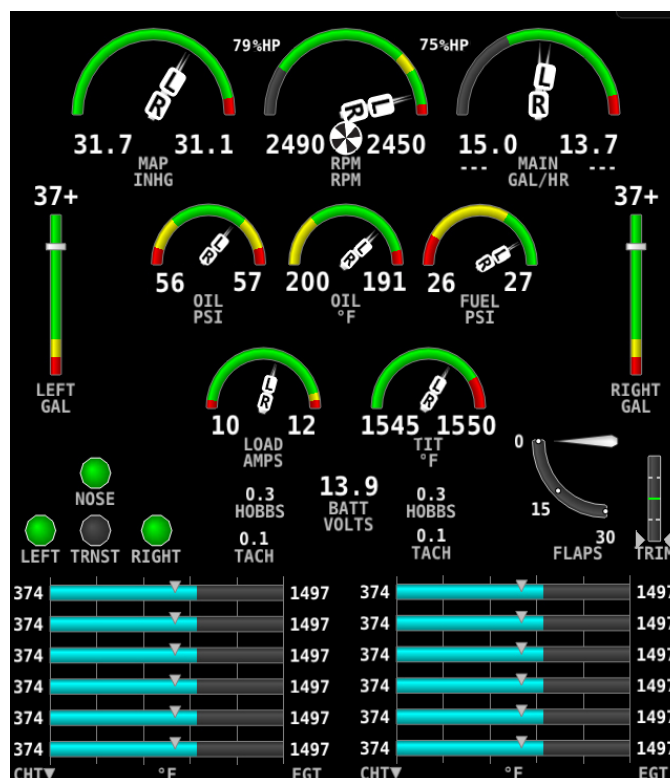 79%HP 75%HP
L R L R L R
31.7 31.1 2490 2450 15.0 13.7
MAP RPM --- MAIN ---
INHG RPM GAL/HR
37+ 37+
L R L R L R
56 57 200 191 26 27
OIL OIL FUEL
PSI °F PSI
LEFT RIGHT
GAL GAL
L R L R
10 12 1545 1550
LOAD TIT
AMPS °F
0
NOSE 0.3 13.9 0.3
HOBBS BATT HOBBS 15
VOLTS
0.1 0.1 30
LEFT TRNST RIGHT TACH TACH FLAPS TRIM
374 1497 374 1497
374 1497 374 1497
374 1497 374 1497
374 1497 374 1497
374 1497 374 1497
374 1497 374 1497
CHT °F EGT CHT °F EGT